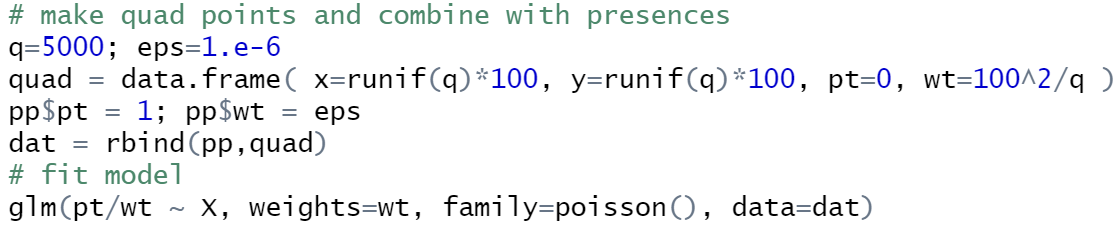 # make quad points and combine with presences
q=5000; eps=1.e-6
quad = data.frame( x=runif(q)*100, y=runif(q)*100, pt=0, wt=100^2/q )
pp$pt = 1; pp$wt = eps
dat = rbind(pp,quad)
# fit model
glm(pt/wt ~ X, weights=wt, family=poisson(), data=dat)